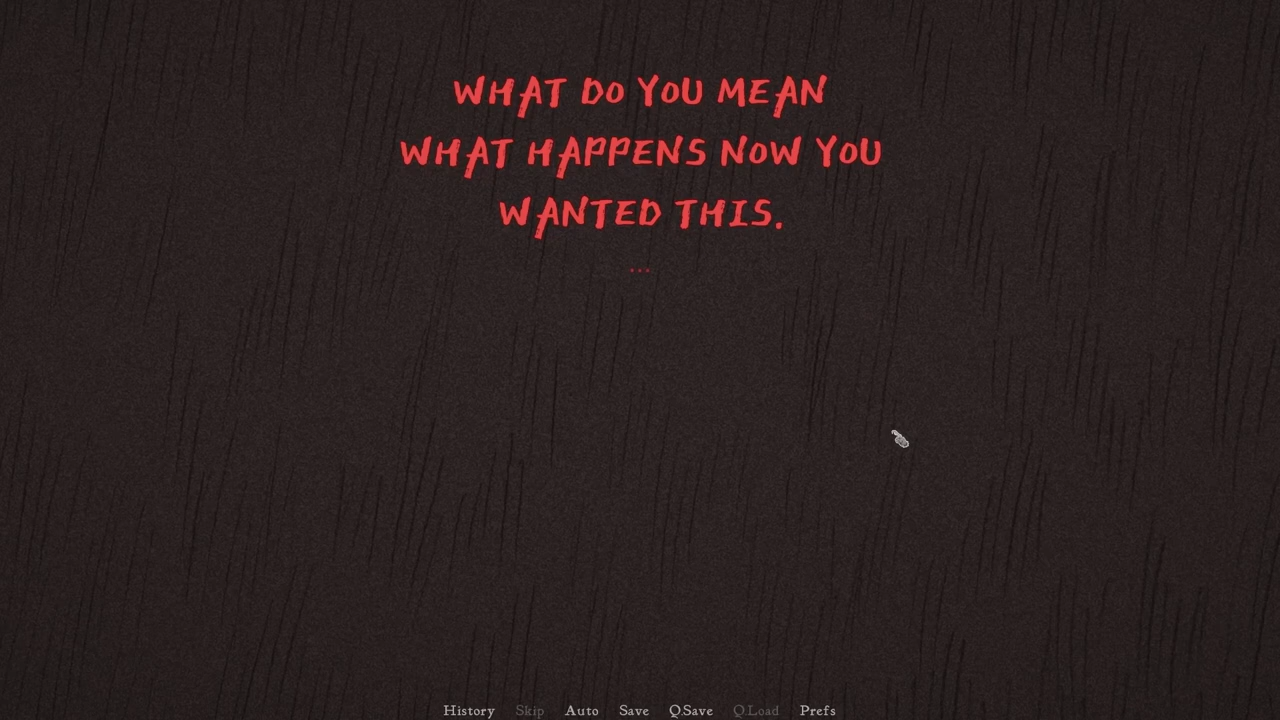 WHAT DO YOU MEAN
WHAT HAPPENS NOW YOU
WANTED THIS.
...
History Skip Auto Save Q.Save Q.Load Prefs